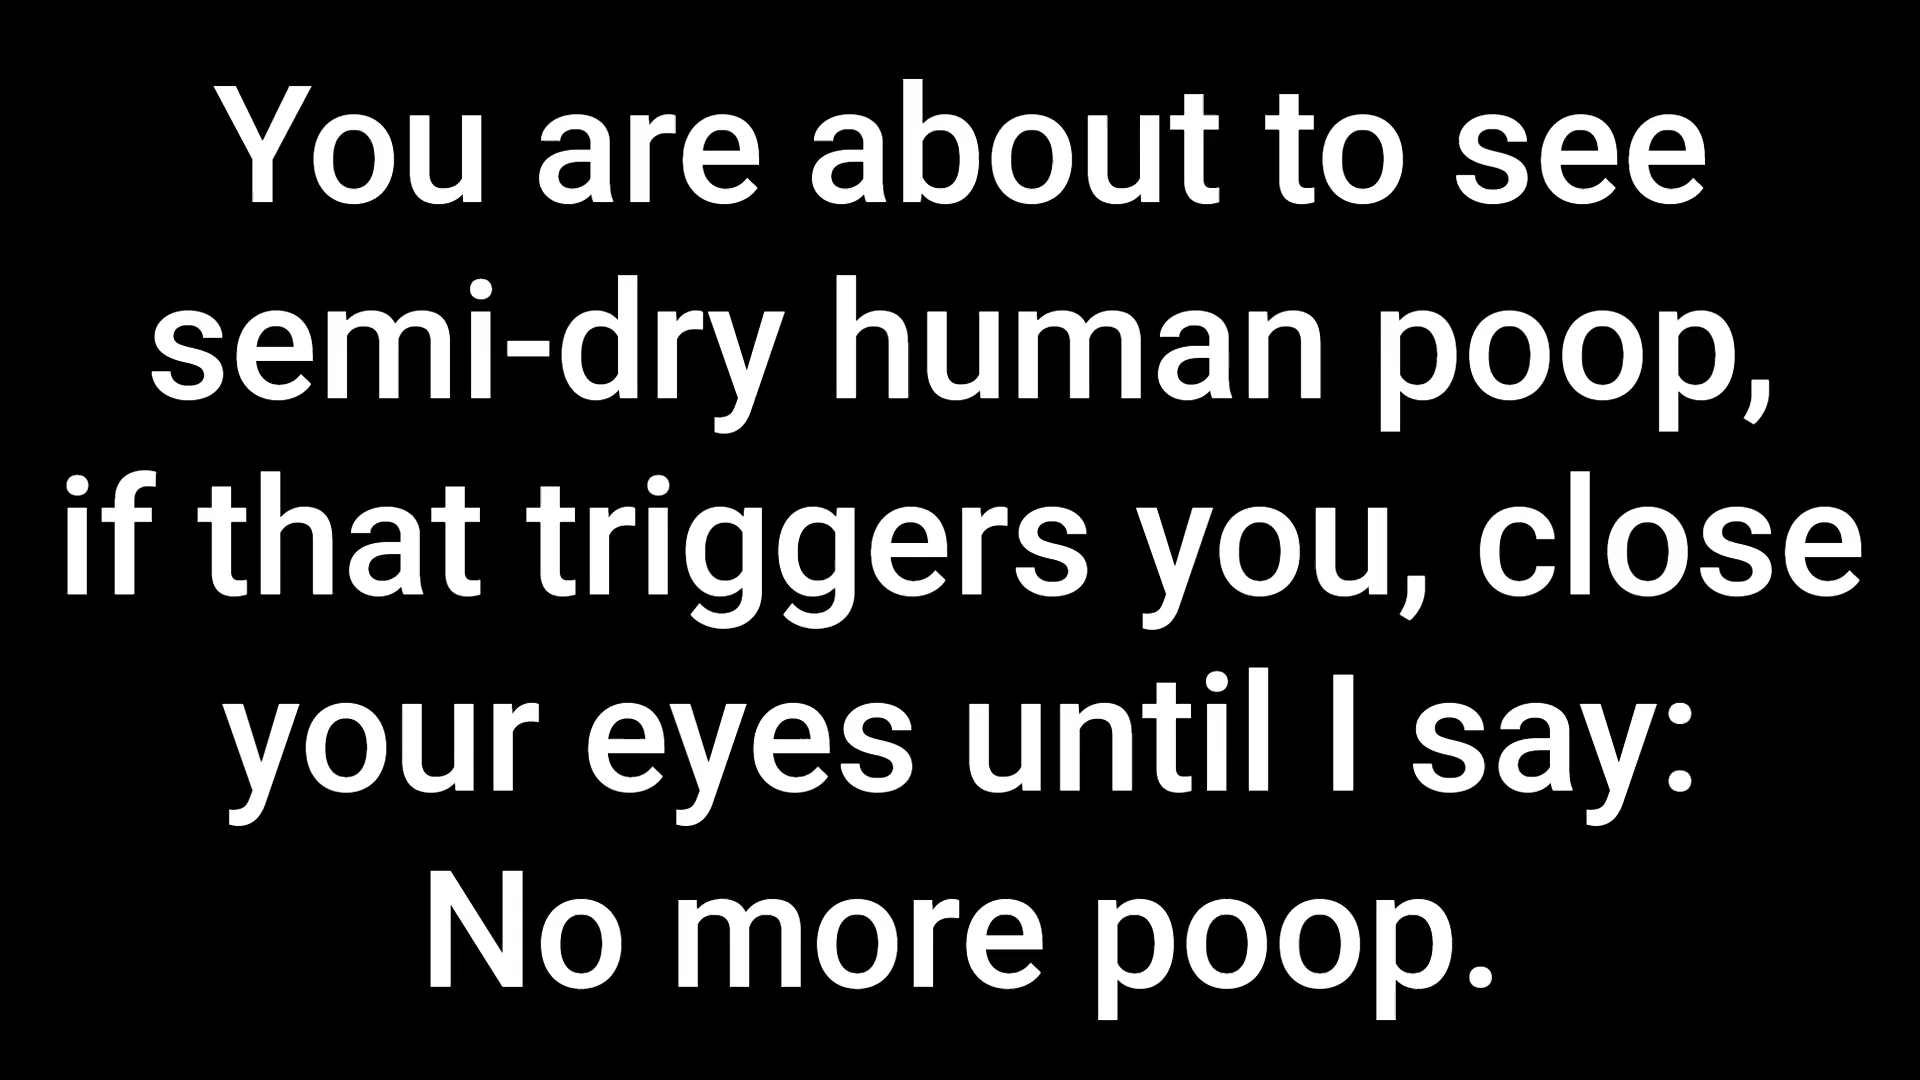 You are about to see
semi-dry human poop,
if that triggers you, close
your eyes until I say:
No more poop.